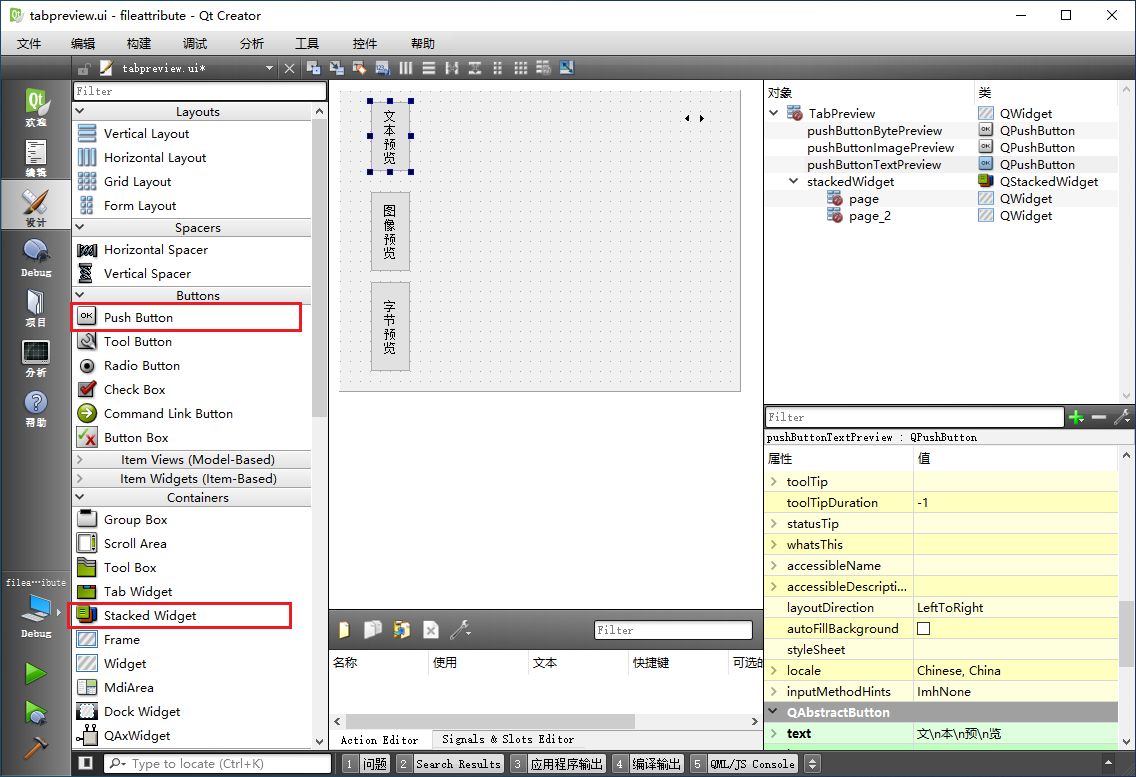 tabpreview.ui - fileattribute - Qt Creator
文件 编辑 构建 调试 分析 工具 控件 帮助
tabpreview.ui*
欢迎
编辑
设计
Debug
项目
分析
帮助
filea···ibute
Debug
Filter
Layouts
Vertical Layout
Horizontal Layout
Grid Layout
Form Layout
Spacers
Horizontal Spacer
Vertical Spacer
Buttons
Push Button
Tool Button
Radio Button
Check Box
Command Link Button
Button Box
Item Views (Model-Based)
Item Widgets (Item-Based)
Containers
Group Box
Scroll Area
Tool Box
Tab Widget
Stacked Widget
Frame
Widget
MdiArea
Dock Widget
QAxWidget
文
本
预
览
图
像
预
览
字
节
预
览
Filter
名称 使用 文本 快捷键 可选的
Action Editor Signals & Slots Editor
对象 类
TabPreview QWidget
pushButtonBytePreview QPushButton
pushButtonImagePreview QPushButton
pushButtonTextPreview QPushButton
stackedWidget QStackedWidget
page QWidget
page_2 QWidget
Filter
pushButtonTextPreview : QPushButton
属性 值
toolTip
toolTipDuration -1
statusTip
whatsThis
accessibleName
accessibleDescripti...
layoutDirection LeftToRight
autoFillBackground
styleSheet
locale Chinese, China
inputMethodHints ImhNone
QAbstractButton
text 文\n本\n预\n览
Type to locate (Ctrl+K) 1 问题 2 Search Results 3 应用程序输出 4 编译输出 5 QML/JS Console